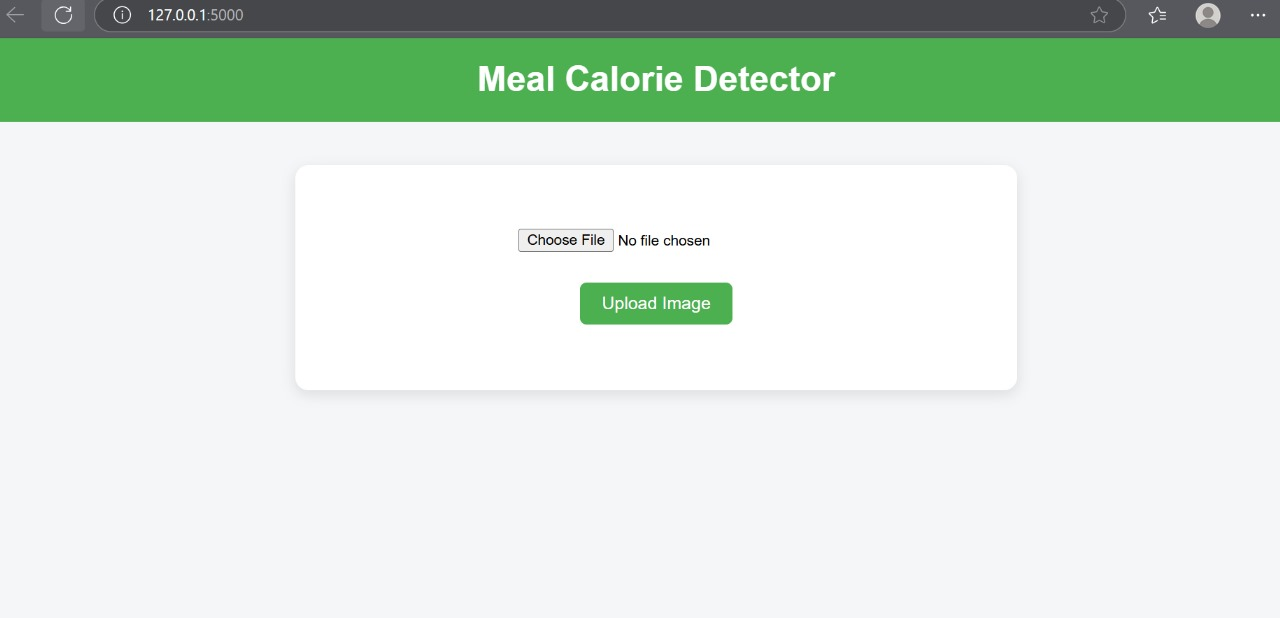 127.0.0.1:5000
Meal Calorie Detector
Choose File No file chosen
Upload Image